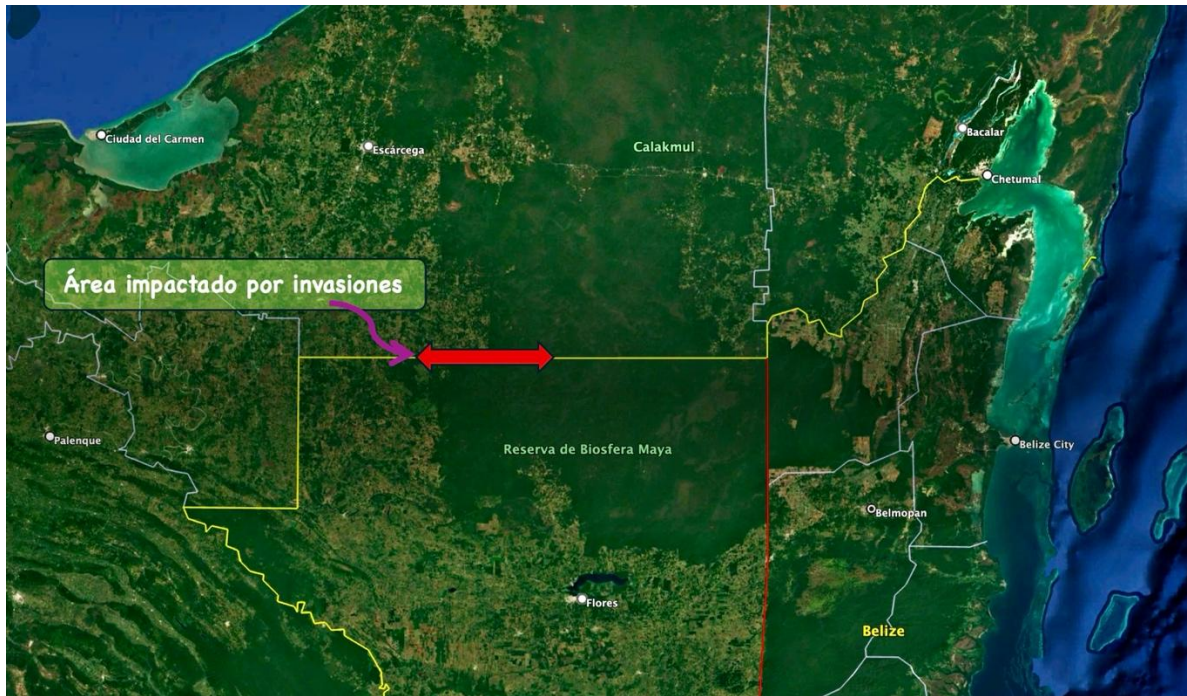 Ciudad del Carmen
Escárcega
Calakmul
Bacalar
Chetumal
Área impactado por invasiones
Palenque
Reserva de Biosfera Maya
Belize City
Belmopan
Flores
Belize